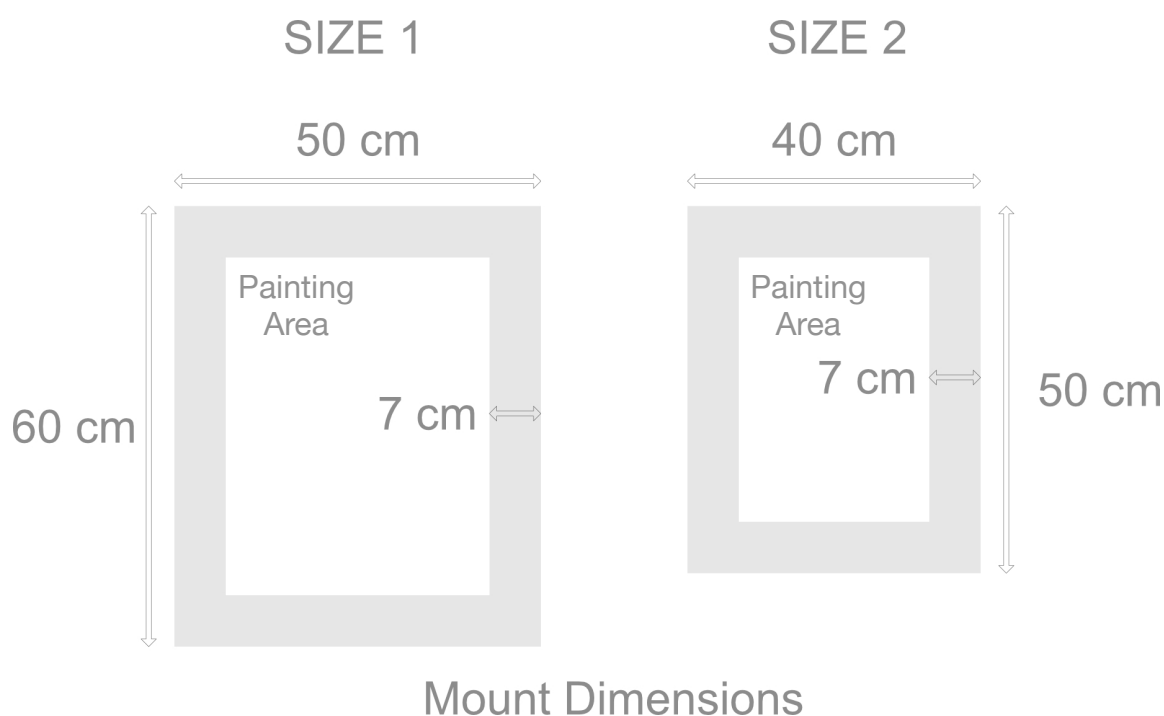 SIZE 1
SIZE 2
50 cm
40 cm
Painting
Area
Painting
Area
7 cm
7 cm
60 cm
50 cm
Mount Dimensions